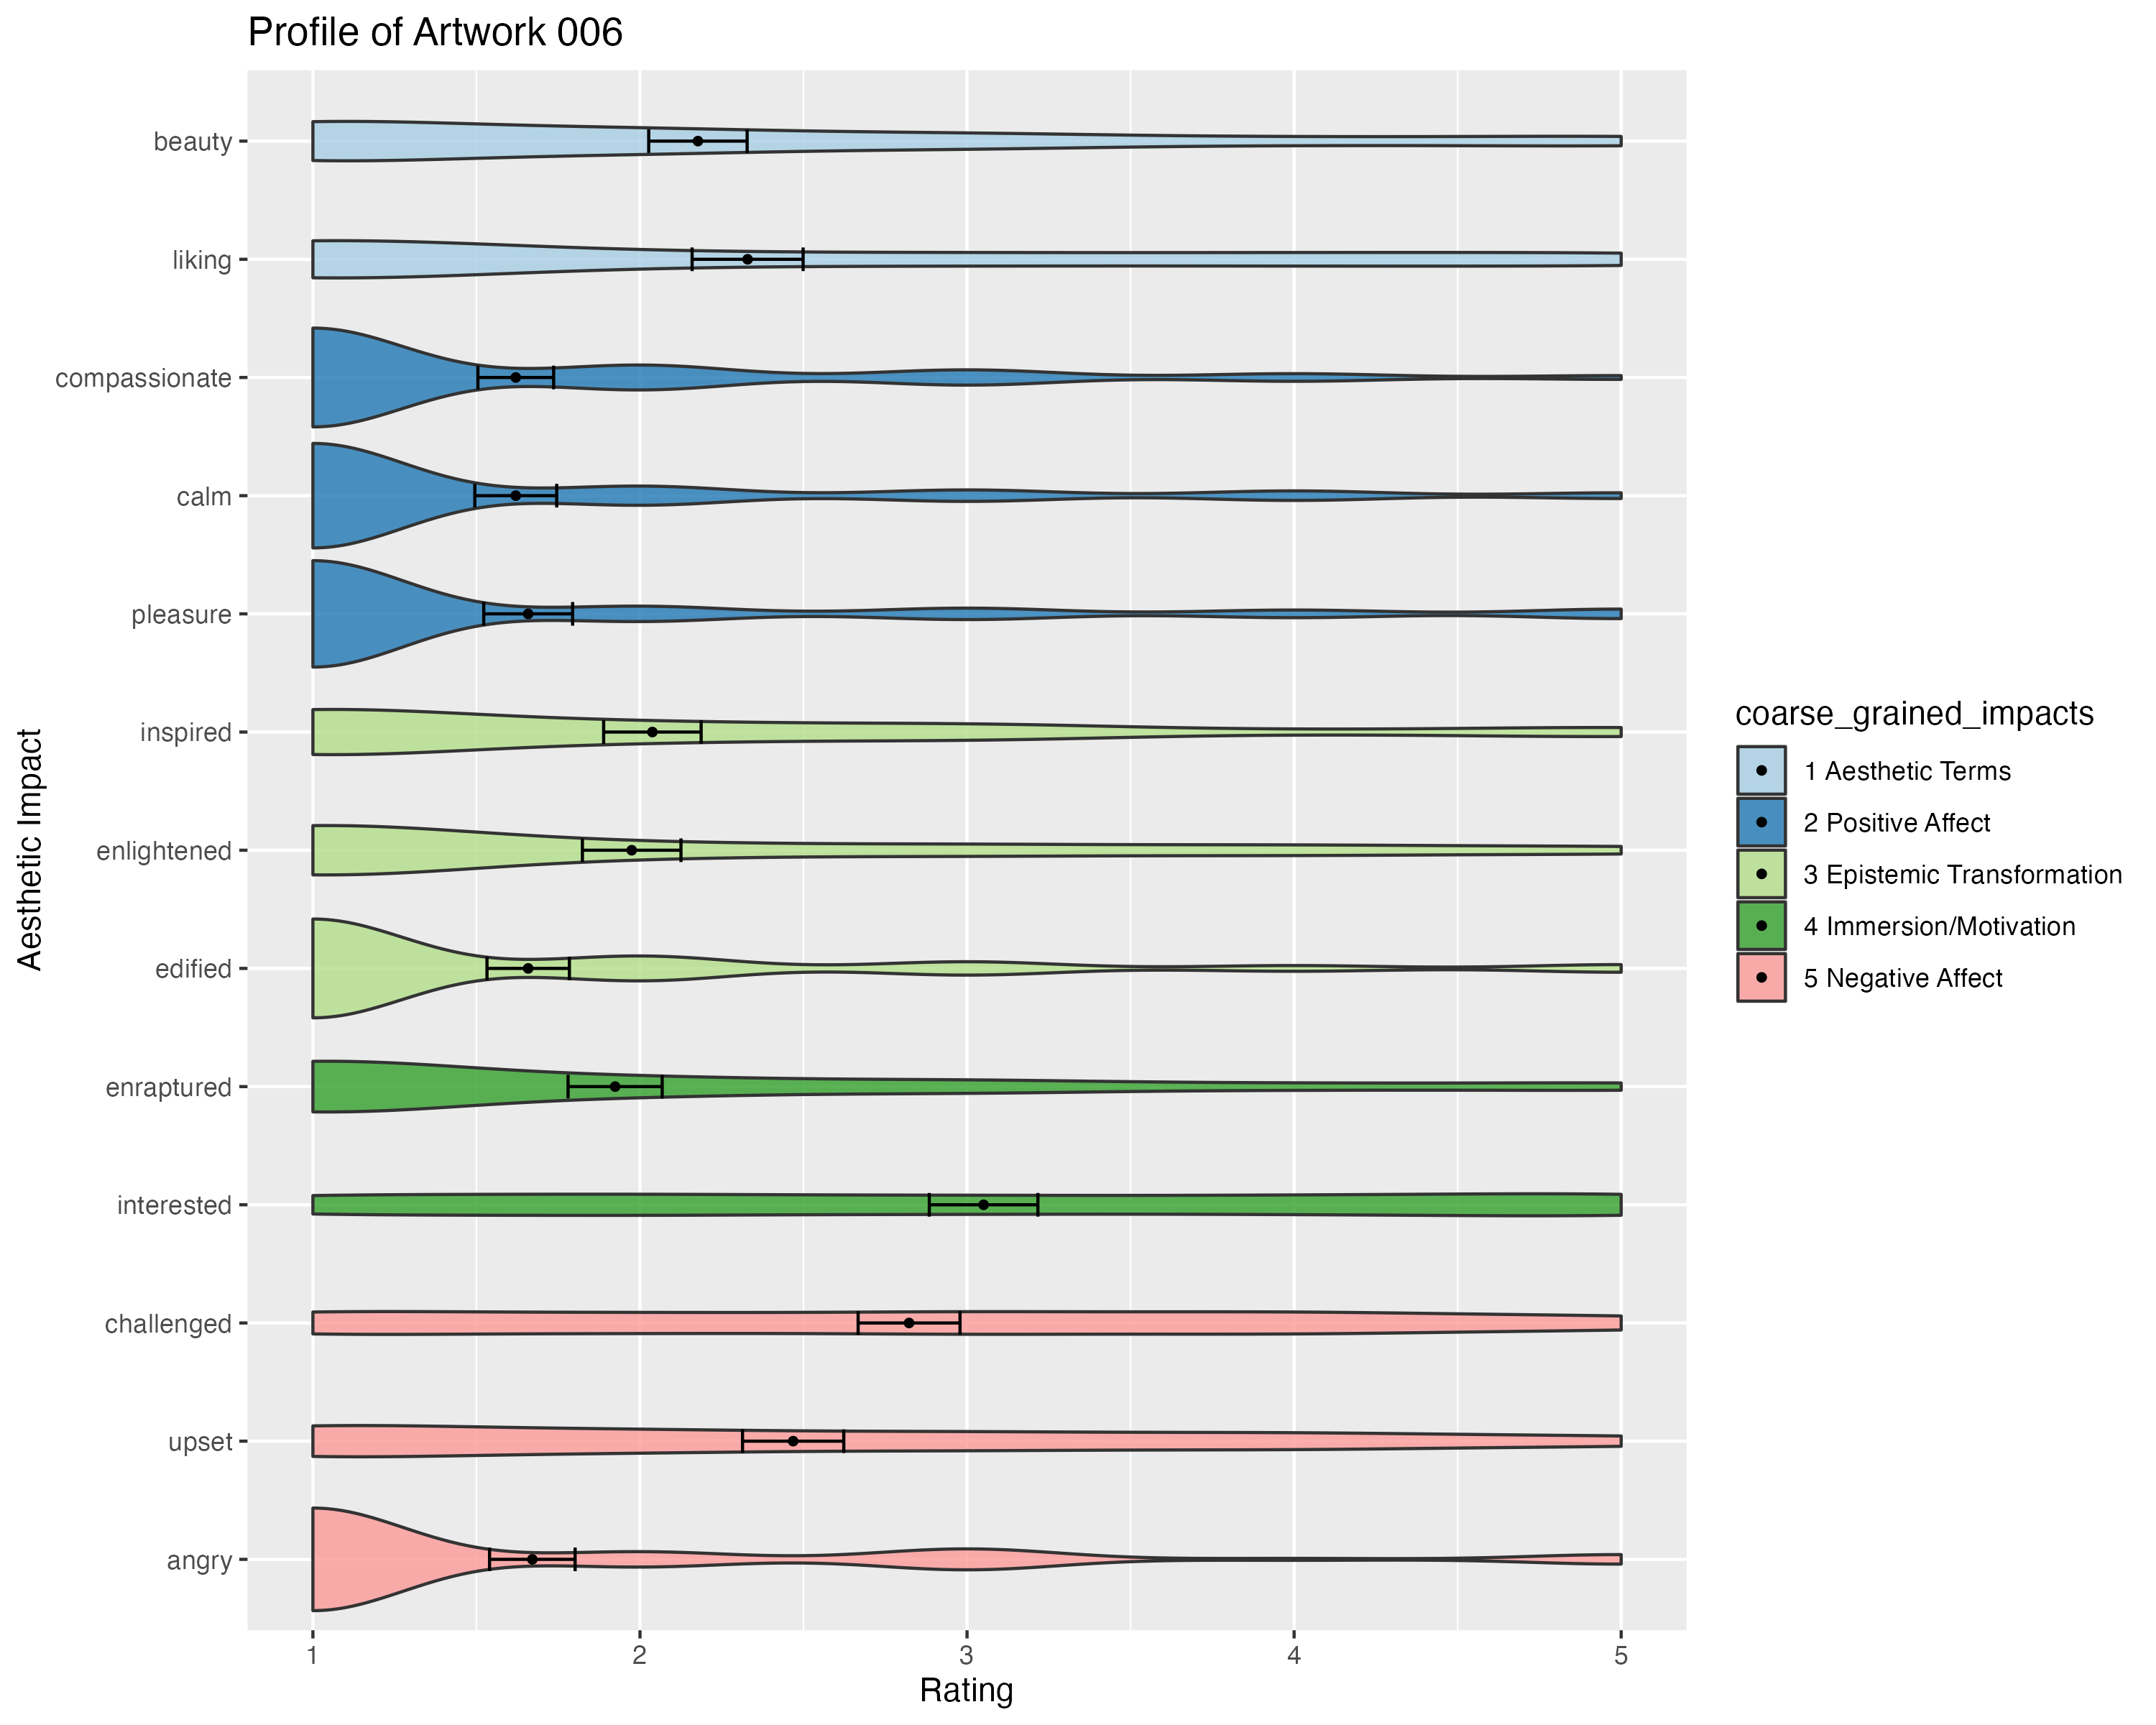 Profile of Artwork 006
beauty
liking
compassionate
calm
pleasure
inspired
enlightened
edified
enraptured
interested
challenged
upset
angry
Aesthetic Impact
1 2 3 4 5
Rating
coarse_grained_impacts
1 Aesthetic Terms
2 Positive Affect
3 Epistemic Transformation
4 Immersion/Motivation
5 Negative Affect